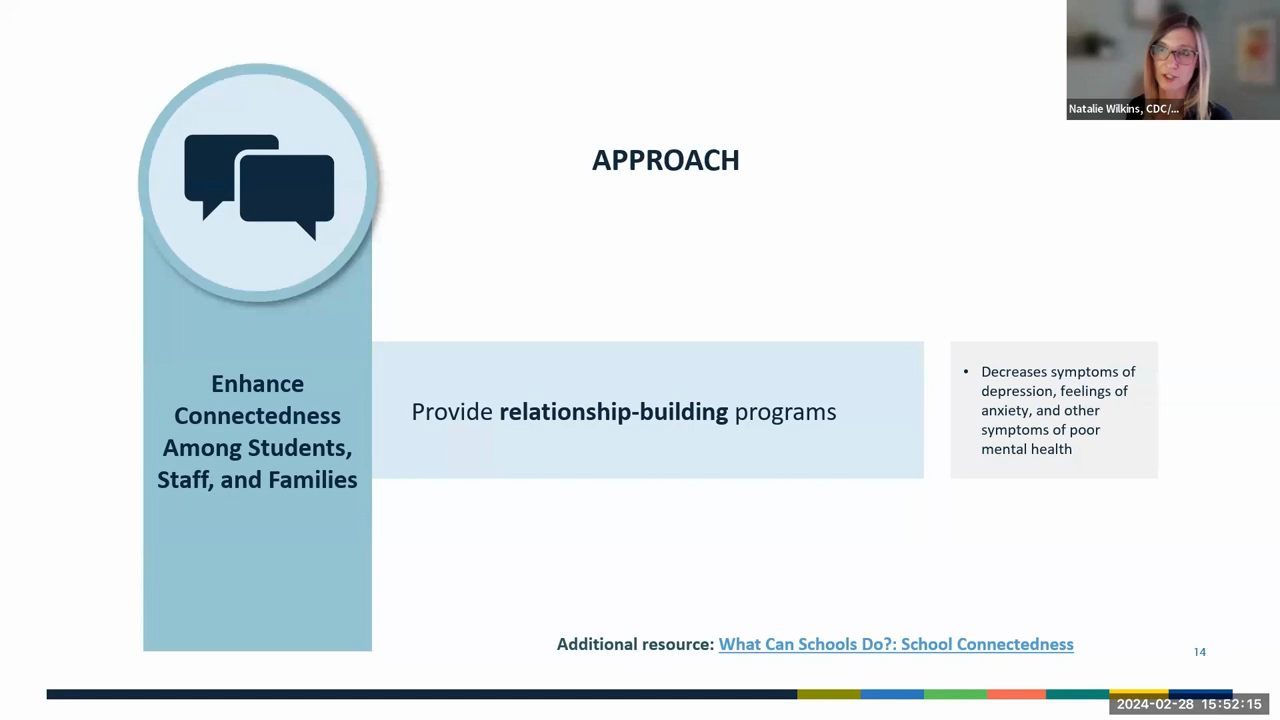 Natalie Wilkins, CDC/...
APPROACH
Enhance
Connectedness
Among Students,
Staff, and Families
Provide relationship-building programs
• Decreases symptoms of
depression, feelings of
anxiety, and other
symptoms of poor
mental health
Additional resource: What Can Schools Do?: School Connectedness
14
2024-02-28 15:52:15